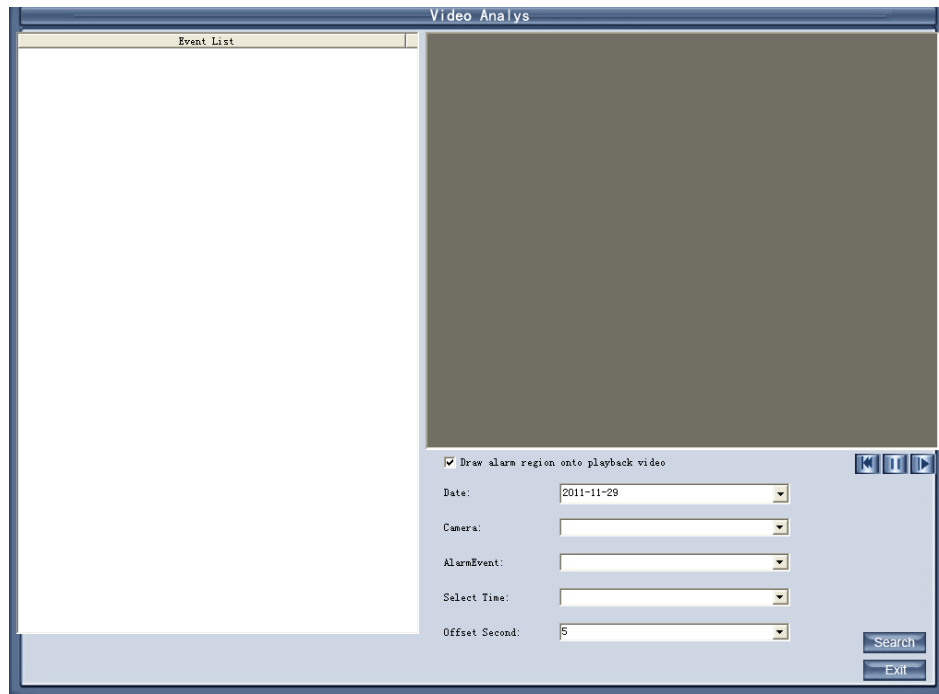 Video Analys
Event List
Draw alarm region onto playback video
Date: 2011-11-29
Camera:
AlarmEvent:
Select Time:
Offset Second: 5
Search
Exit